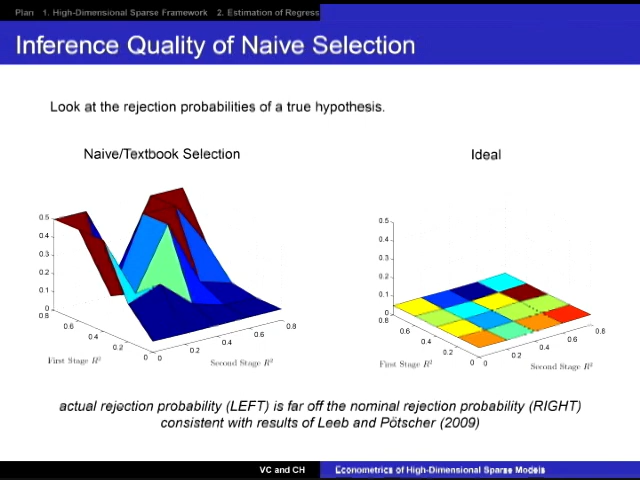 Plan 1. High-Dimensional Sparse Framework 2. Estimation of Regress
Inference Quality of Naive Selection
Look at the rejection probabilities of a true hypothesis.
Naive/Textbook Selection
Ideal
0.5
0.4
0.3
0.2
0.1
0
0.8
0.6
0.4
0.2
0
0
0.2
0.4
0.6
0.8
First Stage R²
Second Stage R²
0.5
0.4
0.3
0.2
0.1
0
0.8
0.6
0.4
0.2
0
0
0.2
0.4
0.6
0.8
First Stage R²
Second Stage R²
actual rejection probability (LEFT) is far off the nominal rejection probability (RIGHT)
consistent with results of Leeb and Pötscher (2009)
VC and CH
Econometrics of High-Dimensional Sparse Models